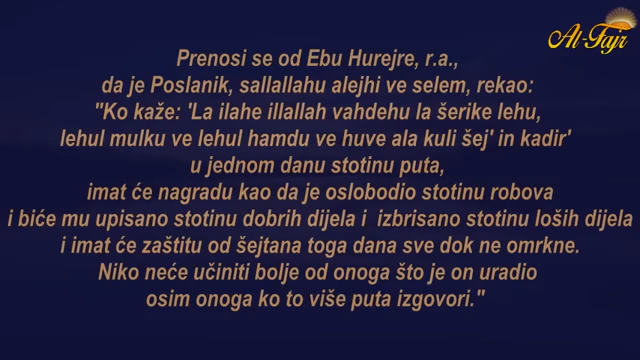 Al-Fajr
Prenosi se od Ebu Hurejre, r.a.,
da je Poslanik, sallallahu alejhi ve selem, rekao:
"Ko kaže: 'La ilahe illallah vahdehu la šerike lehu,
lehul mulku ve lehul hamdu ve huve ala kuli šej' in kadir'
u jednom danu stotinu puta,
imat će nagradu kao da je oslobodio stotinu robova
i biće mu upisano stotinu dobrih dijela i izbrisano stotinu loših dijela
i imat će zaštitu od šejtana toga dana sve dok ne omrkne.
Niko neće učiniti bolje od onoga što je on uradio
osim onoga ko to više puta izgovori."